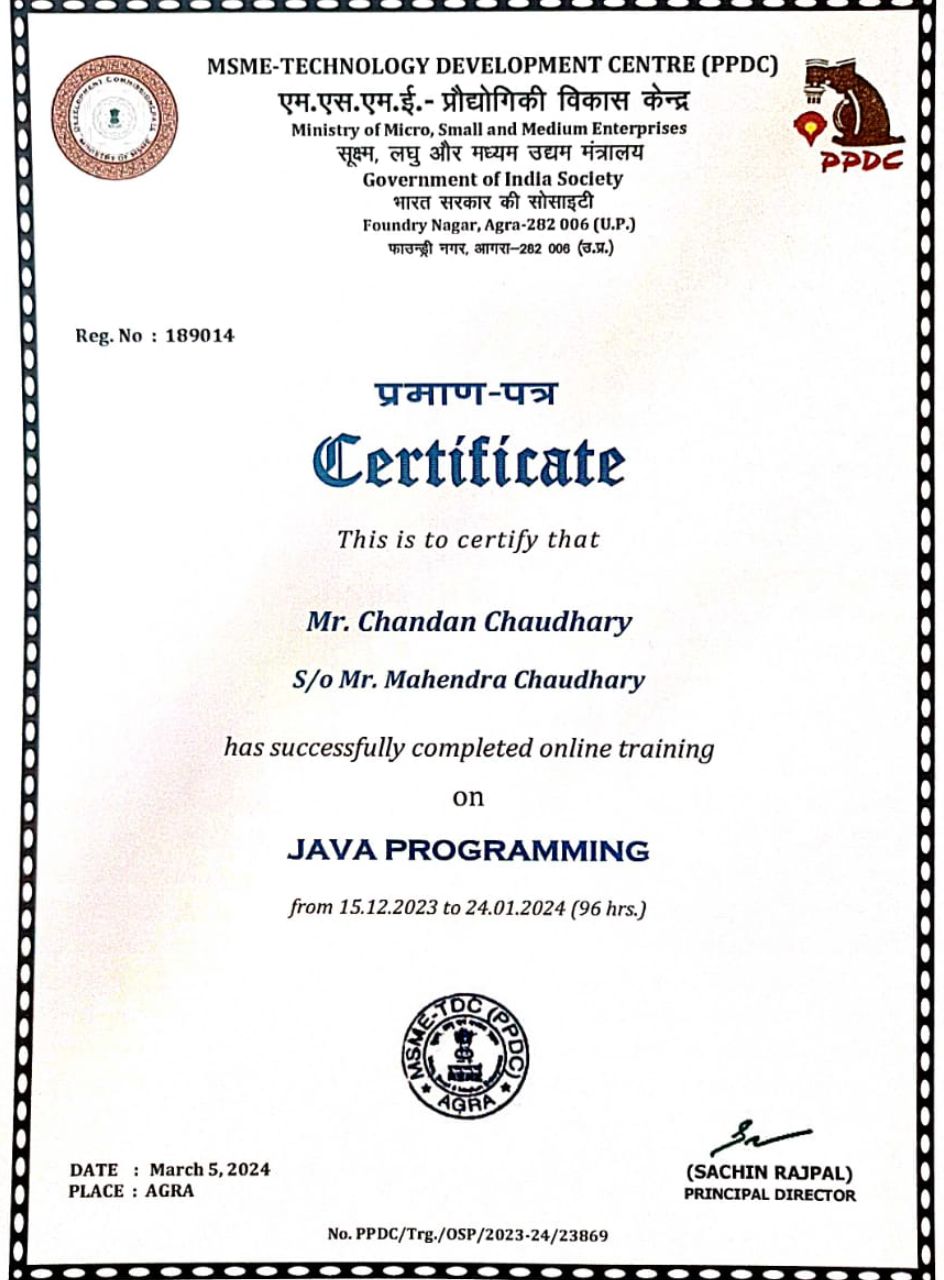 MSME-TECHNOLOGY DEVELOPMENT CENTRE (PPDC)
एम.एस.एम.ई.- प्रौद्योगिकी विकास केन्द्र
Ministry of Micro, Small and Medium Enterprises
सूक्ष्म, लघु और मध्यम उद्यम मंत्रालय
Government of India Society
भारत सरकार की सोसाइटी
Foundry Nagar, Agra-282 006 (U.P.)
फाउन्ड्री नगर, आगरा–282 006 (उ.प्र.)
PPDC
Reg. No : 189014
प्रमाण-पत्र
Certificate
This is to certify that
Mr. Chandan Chaudhary
S/o Mr. Mahendra Chaudhary
has successfully completed online training
on
JAVA PROGRAMMING
from 15.12.2023 to 24.01.2024 (96 hrs.)
MSME-TDC (PPDC)
AGRA
DATE : March 5, 2024
PLACE : AGRA
(SACHIN RAJPAL)
PRINCIPAL DIRECTOR
No. PPDC/Trg./OSP/2023-24/23869